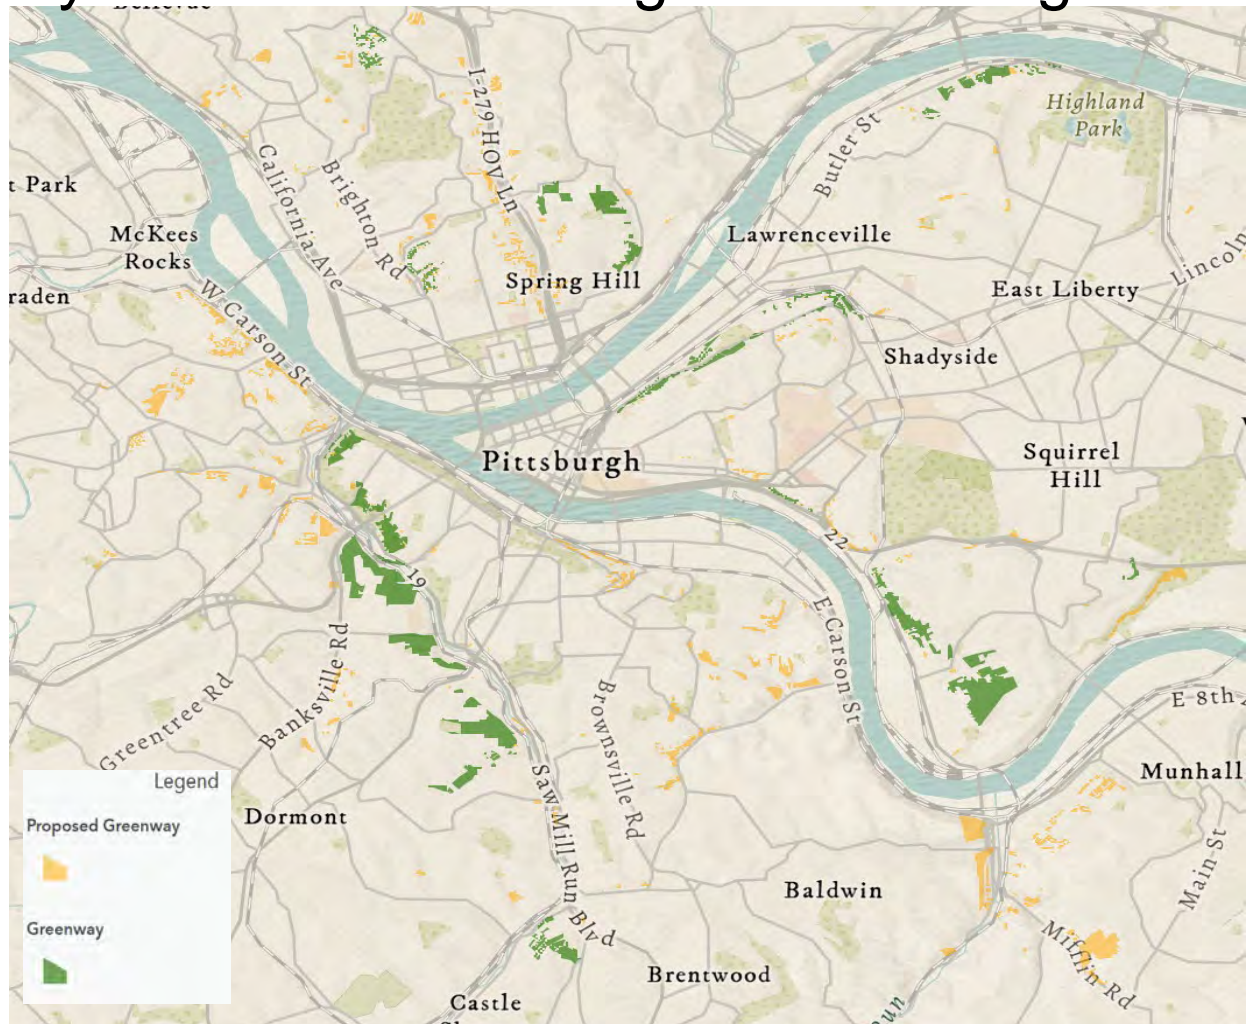 Bellevue
I-279 HOV Ln
Highland
Park
Butler St
California Ave
Brighton Rd
t Park
McKees
Rocks
Lawrenceville
Spring Hill
Lincoln
raden
W Carson St
East Liberty
Shadyside
Pittsburgh
Squirrel
Hill
22
19
E Carson St
Banksville Rd
Greentree Rd
Brownsville Rd
E 8th
Munhall
Legend
Proposed Greenway
Greenway
Dormont
Saw Mill Run Blvd
Main St
Baldwin
Mifflin Rd
Brentwood
Castle
un